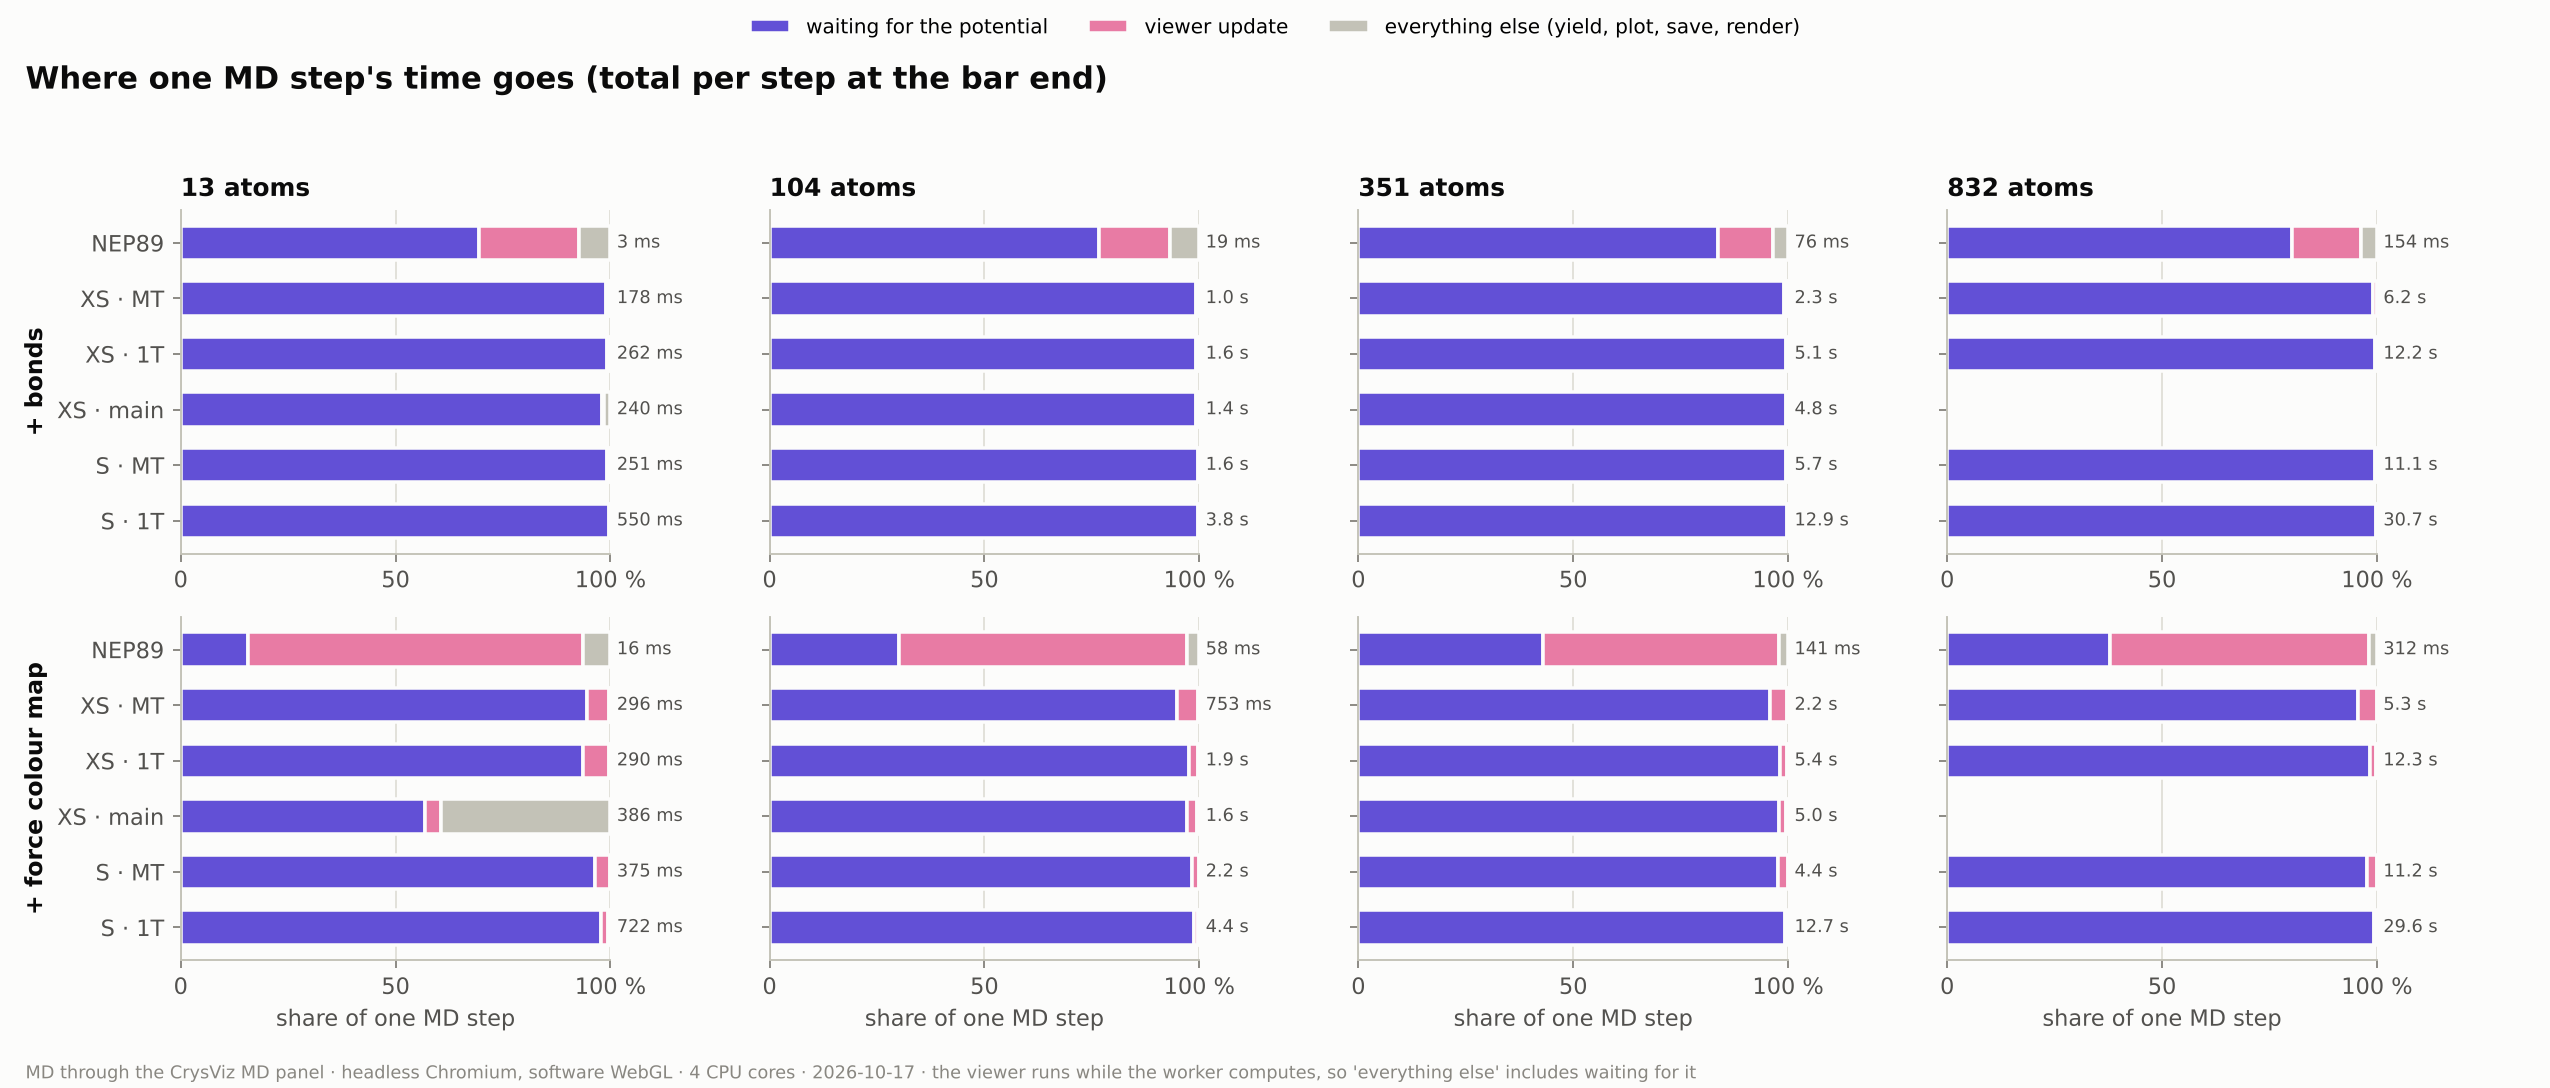 waiting for the potential viewer update everything else (yield, plot, save, render)
Where one MD step's time goes (total per step at the bar end)
13 atoms 104 atoms 351 atoms 832 atoms
+ bonds
NEP89 3 ms 19 ms 76 ms 154 ms
XS · MT 178 ms 1.0 s 2.3 s 6.2 s
XS · 1T 262 ms 1.6 s 5.1 s 12.2 s
XS · main 240 ms 1.4 s 4.8 s
S · MT 251 ms 1.6 s 5.7 s 11.1 s
S · 1T 550 ms 3.8 s 12.9 s 30.7 s
0 50 100 % 0 50 100 % 0 50 100 % 0 50 100 %
+ force colour map
NEP89 16 ms 58 ms 141 ms 312 ms
XS · MT 296 ms 753 ms 2.2 s 5.3 s
XS · 1T 290 ms 1.9 s 5.4 s 12.3 s
XS · main 386 ms 1.6 s 5.0 s
S · MT 375 ms 2.2 s 4.4 s 11.2 s
S · 1T 722 ms 4.4 s 12.7 s 29.6 s
0 50 100 % 0 50 100 % 0 50 100 % 0 50 100 %
share of one MD step share of one MD step share of one MD step share of one MD step
MD through the CrysViz MD panel · headless Chromium, software WebGL · 4 CPU cores · 2026-10-17 · the viewer runs while the worker computes, so 'everything else' includes waiting for it